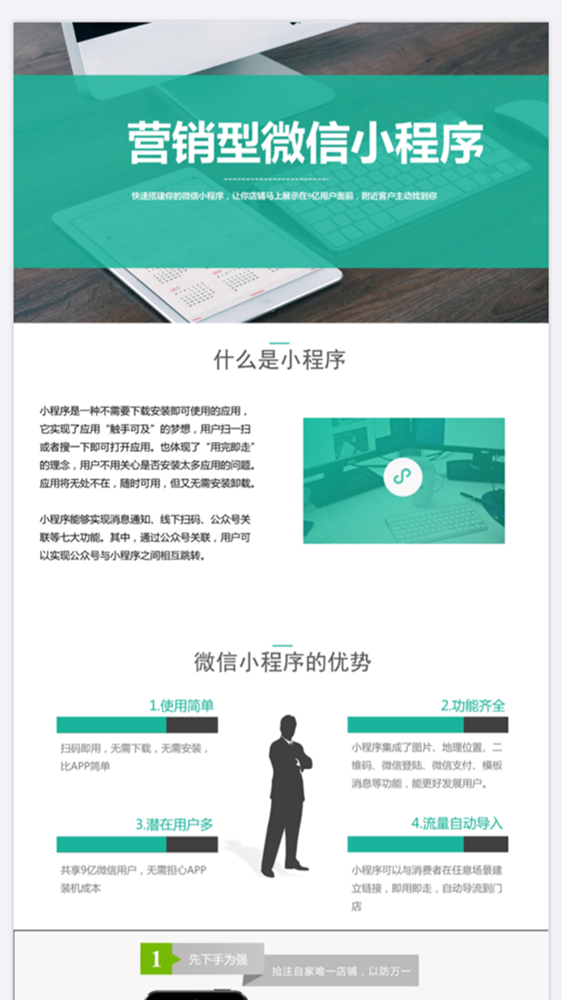 营销型微信小程序
快速搭建你的微信小程序，让你店铺马上展示在9亿用户面前，附近客户主动找到你
什么是小程序
小程序是一种不需要下载安装即可使用的应用，
它实现了应用“触手可及”的梦想，用户扫一扫
或者搜一下即可打开应用。也体现了“用完即走”
的理念，用户不用关心是否安装太多应用的问题。
应用将无处不在，随时可用，但又无需安装卸载。
小程序能够实现消息通知、线下扫码、公众号关
联等七大功能。其中，通过公众号关联，用户可
以实现公众号与小程序之间相互跳转。
微信小程序的优势
1.使用简单
扫码即用，无需下载，无需安装，
比APP简单
2.功能齐全
小程序集成了图片、地理位置、二
维码、微信登陆、微信支付、模板
消息等功能，能更好发展用户。
3.潜在用户多
共享9亿微信用户，无需担心APP
装机成本
4.流量自动导入
小程序可以与消费者在任意场景建
立链接，即用即走，自动导流到门
店
1 先下手为强
抢注自家唯一店铺，以防万一